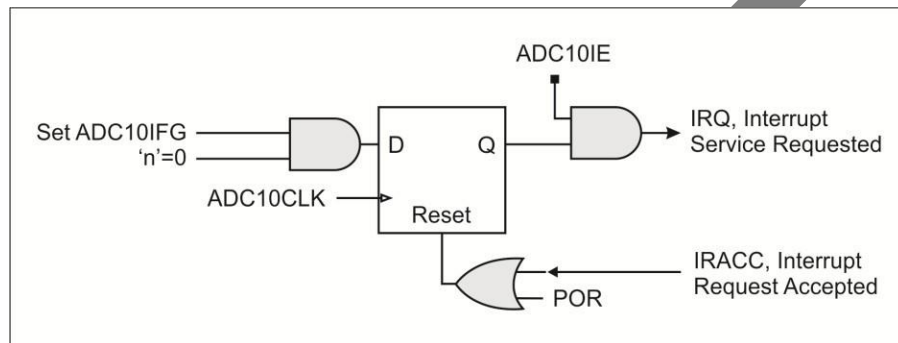 ADC10IE
Set ADC10IFG
'n'=0
D
Q
IRQ, Interrupt
Service Requested
ADC10CLK
Reset
IRACC, Interrupt
Request Accepted
POR